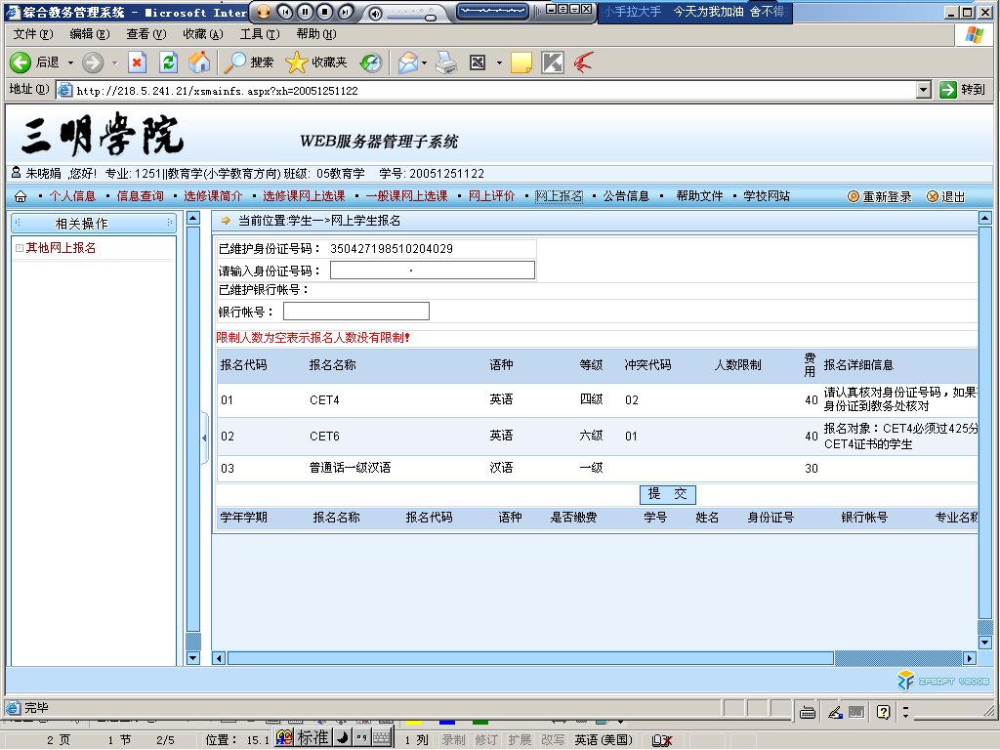 綜合教务管理系统 - Microsoft Inter
小手拉大手 今天为我加油 舍不得
文件(F) 编辑(E) 查看(V) 收藏(A) 工具(T) 帮助(H)
后退 搜索 收藏夹
地址(D) http://218.5.241.21/xsmainfs.aspx?xh=20051251122 转到
三明學院
WEB服务器管理子系统
朱晓娟 ,您好! 专业:1251||教育学(小学教育方向) 班级: 05教育学 学号: 20051251122
个人信息 信息查询 选修课简介 选修课网上选课 一般课网上选课 网上评价 网上报名 公告信息 帮助文件 学校网站 重新登录 退出
相关操作
其他网上报名
当前位置:学生—>网上学生报名
已维护身份证号码: 350427198510204029
请输入身份证号码:
已维护银行帐号:
银行帐号:
限制人数为空表示报名人数没有限制!
报名代码 报名名称 语种 等级 冲突代码 人数限制 费用 报名详细信息
01 CET4 英语 四级 02 40 请认真核对身份证号码,如果
身份证到教务处核对
02 CET6 英语 六级 01 40 报名对象:CET4必须过425分
CET4证书的学生
03 普通话一级汉语 汉语 一级 30
提 交
学年学期 报名名称 报名代码 语种 是否缴费 学号 姓名 身份证号 银行帐号 专业名称
ZFSOFT V2006
完毕
2 页 1 节 2/5 位置: 15.1 标准 1 列 录制 修订 扩展 改写 英语(美国)